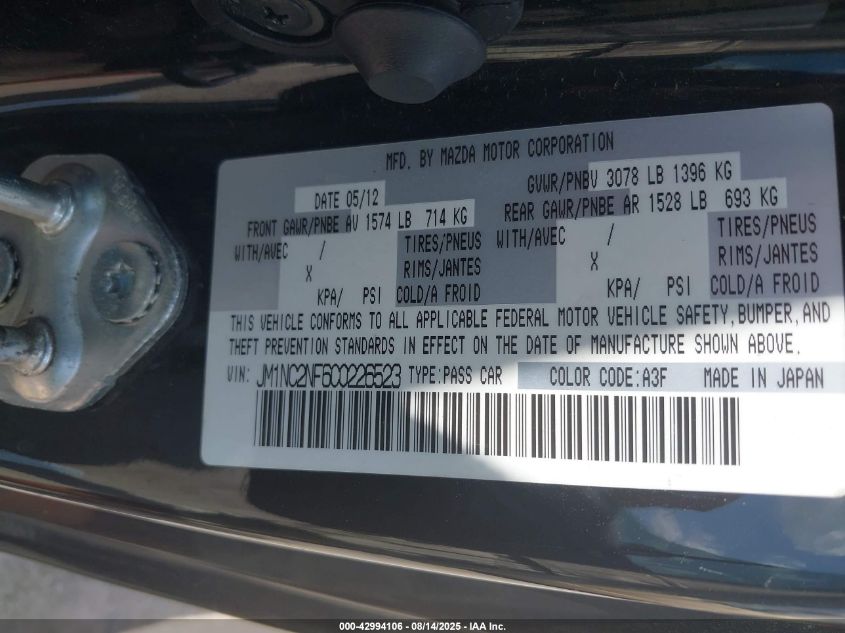 MFD. BY MAZDA MOTOR CORPORATION
DATE 05/12 GVWR/PNBV 3078 LB 1396 KG
FRONT GAWR/PNBE AV 1574 LB 714 KG REAR GAWR/PNBE AR 1528 LB 693 KG
WITH/AVEC / TIRES/PNEUS WITH/AVEC / TIRES/PNEUS
X RIMS/JANTES X RIMS/JANTES
KPA/ PSI COLD/A FROID KPA/ PSI COLD/A FROID
THIS VEHICLE CONFORMS TO ALL APPLICABLE FEDERAL MOTOR VEHICLE SAFETY, BUMPER, AND
THEFT PREVENTION STANDARDS IN EFFECT ON THE DATE OF MANUFACTURE SHOWN ABOVE.
VIN: JM1NC2NF6C0226523 TYPE:PASS CAR COLOR CODE:A3F MADE IN JAPAN
000-42994106 - 08/14/2025 - IAA Inc.